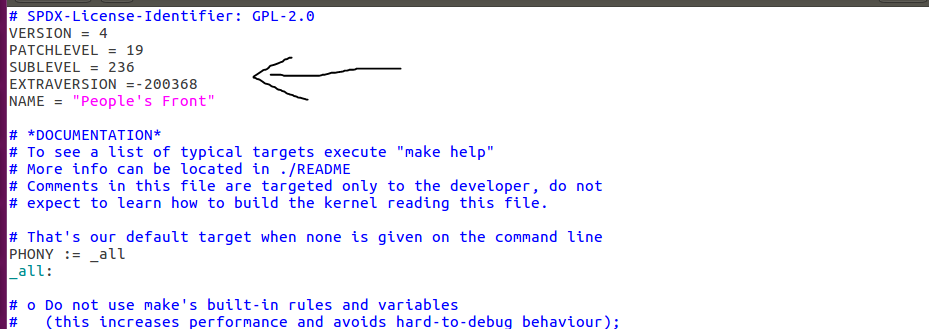 # SPDX-License-Identifier: GPL-2.0
VERSION = 4
PATCHLEVEL = 19
SUBLEVEL = 236
EXTRAVERSION =-200368
NAME = "People's Front"
# *DOCUMENTATION*
# To see a list of typical targets execute "make help"
# More info can be located in ./README
# Comments in this file are targeted only to the developer, do not
# expect to learn how to build the kernel reading this file.
# That's our default target when none is given on the command line
PHONY := _all
_all:
# o Do not use make's built-in rules and variables
#   (this increases performance and avoids hard-to-debug behaviour);